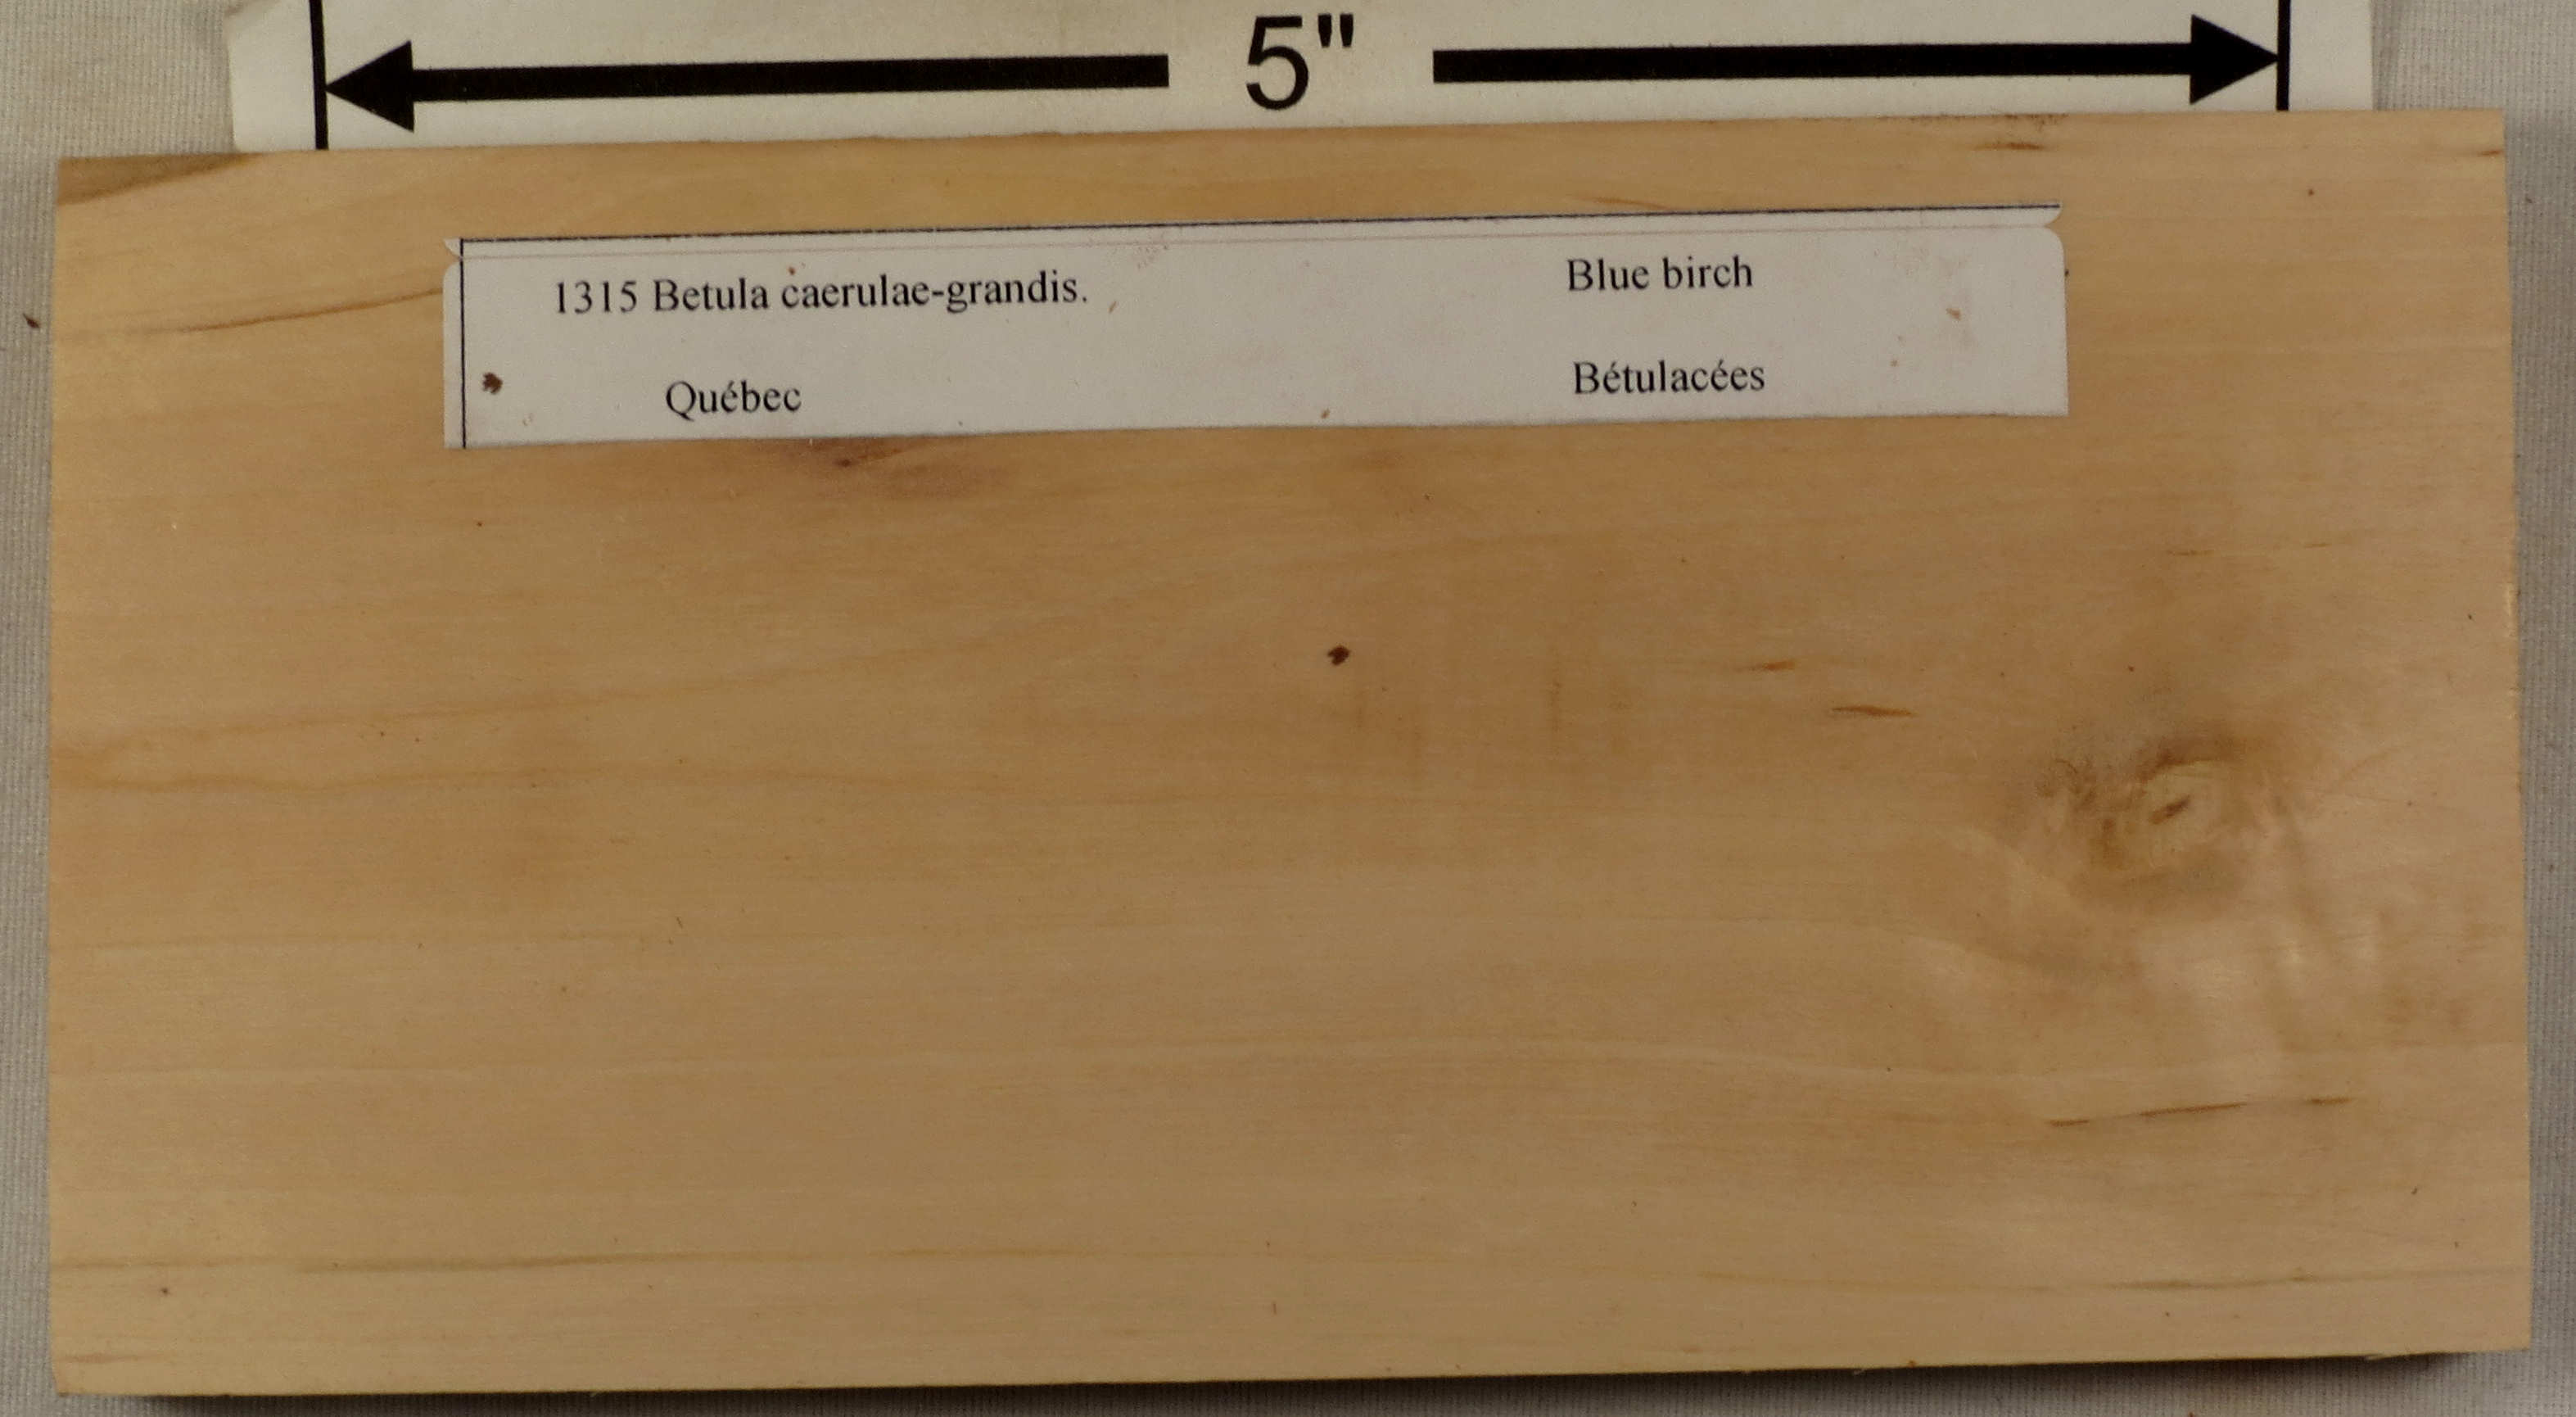 5"
1315 Betula caerulae-grandis. Blue birch
Québec Bétulacées